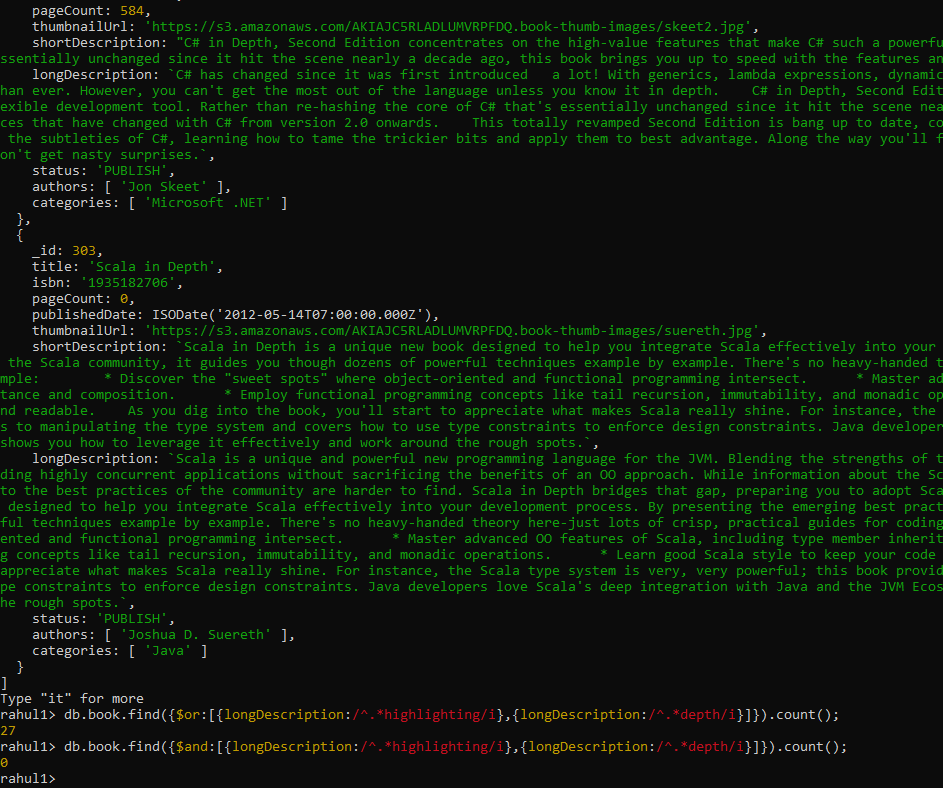 pageCount: 584,
thumbnailUrl: 'https://s3.amazonaws.com/AKIAJC5RLADLUMVRPFDQ.book-thumb-images/skeet2.jpg',
shortDescription: "C# in Depth, Second Edition concentrates on the high-value features that make C# such a powerfu
ssentially unchanged since it hit the scene nearly a decade ago, this book brings you up to speed with the features an
longDescription: `C# has changed since it was first introduced   a lot! With generics, lambda expressions, dynamic
han ever. However, you can't get the most out of the language unless you know it in depth.    C# in Depth, Second Edit
exible development tool. Rather than re-hashing the core of C# that's essentially unchanged since it hit the scene nea
ces that have changed with C# from version 2.0 onwards.    This totally revamped Second Edition is bang up to date, co
the subtleties of C#, learning how to tame the trickier bits and apply them to best advantage. Along the way you'll f
on't get nasty surprises.`,
status: 'PUBLISH',
authors: [ 'Jon Skeet' ],
categories: [ 'Microsoft .NET' ]
},
{
_id: 303,
title: 'Scala in Depth',
isbn: '1935182706',
pageCount: 0,
publishedDate: ISODate('2012-05-14T07:00:00.000Z'),
thumbnailUrl: 'https://s3.amazonaws.com/AKIAJC5RLADLUMVRPFDQ.book-thumb-images/suereth.jpg',
shortDescription: `Scala in Depth is a unique new book designed to help you integrate Scala effectively into your
the Scala community, it guides you though dozens of powerful techniques example by example. There's no heavy-handed t
mple:        * Discover the "sweet spots" where object-oriented and functional programming intersect.      * Master ad
tance and composition.      * Employ functional programming concepts like tail recursion, immutability, and monadic op
nd readable.    As you dig into the book, you'll start to appreciate what makes Scala really shine. For instance, the
s to manipulating the type system and covers how to use type constraints to enforce design constraints. Java developer
shows you how to leverage it effectively and work around the rough spots.`,
longDescription: `Scala is a unique and powerful new programming language for the JVM. Blending the strengths of t
ding highly concurrent applications without sacrificing the benefits of an OO approach. While information about the Sc
to the best practices of the community are harder to find. Scala in Depth bridges that gap, preparing you to adopt Sca
designed to help you integrate Scala effectively into your development process. By presenting the emerging best pract
ful techniques example by example. There's no heavy-handed theory here-just lots of crisp, practical guides for coding
ented and functional programming intersect.      * Master advanced OO features of Scala, including type member inherit
g concepts like tail recursion, immutability, and monadic operations.      * Learn good Scala style to keep your code
appreciate what makes Scala really shine. For instance, the Scala type system is very, very powerful; this book provid
pe constraints to enforce design constraints. Java developers love Scala's deep integration with Java and the JVM Ecos
he rough spots.`,
status: 'PUBLISH',
authors: [ 'Joshua D. Suereth' ],
categories: [ 'Java' ]
}
]
Type "it" for more
rahul1> db.book.find({$or:[{longDescription:/^.*highlighting/i},{longDescription:/^.*depth/i}]}).count();
27
rahul1> db.book.find({$and:[{longDescription:/^.*highlighting/i},{longDescription:/^.*depth/i}]}).count();
0
rahul1>